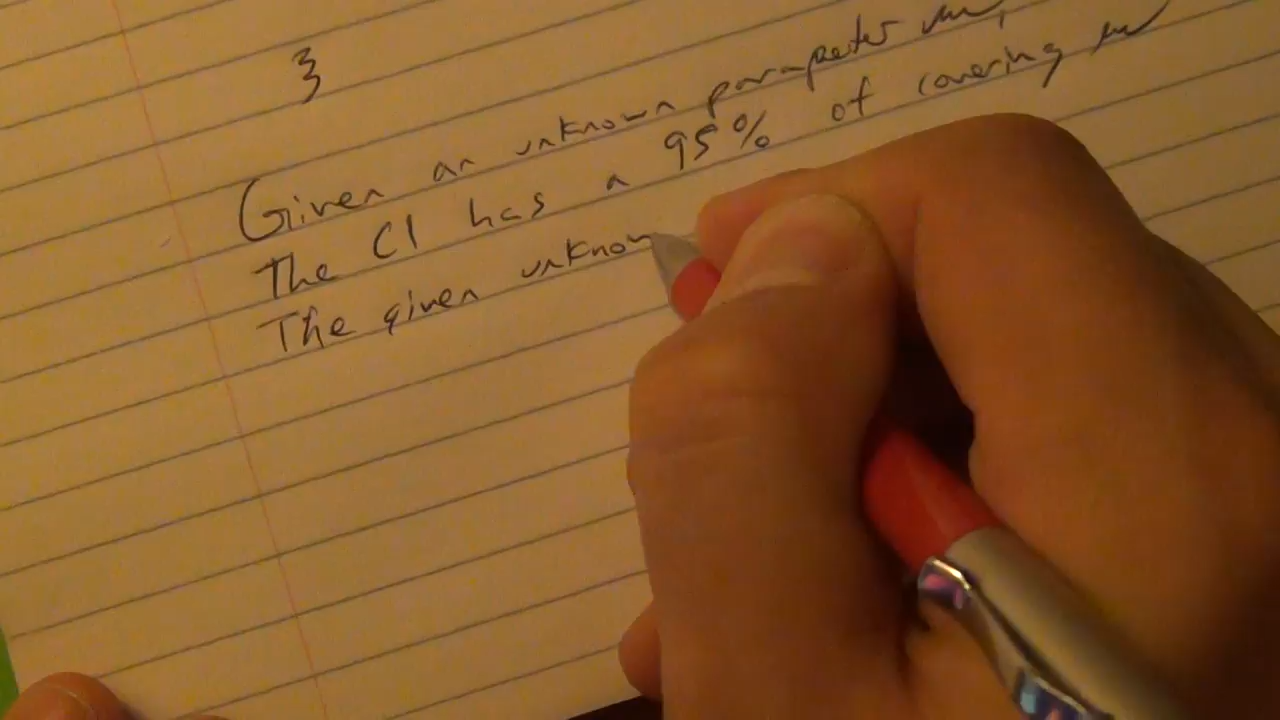 3
Given an unknown parameter μ,
The CI has a 95% of covering μ
The given unknow